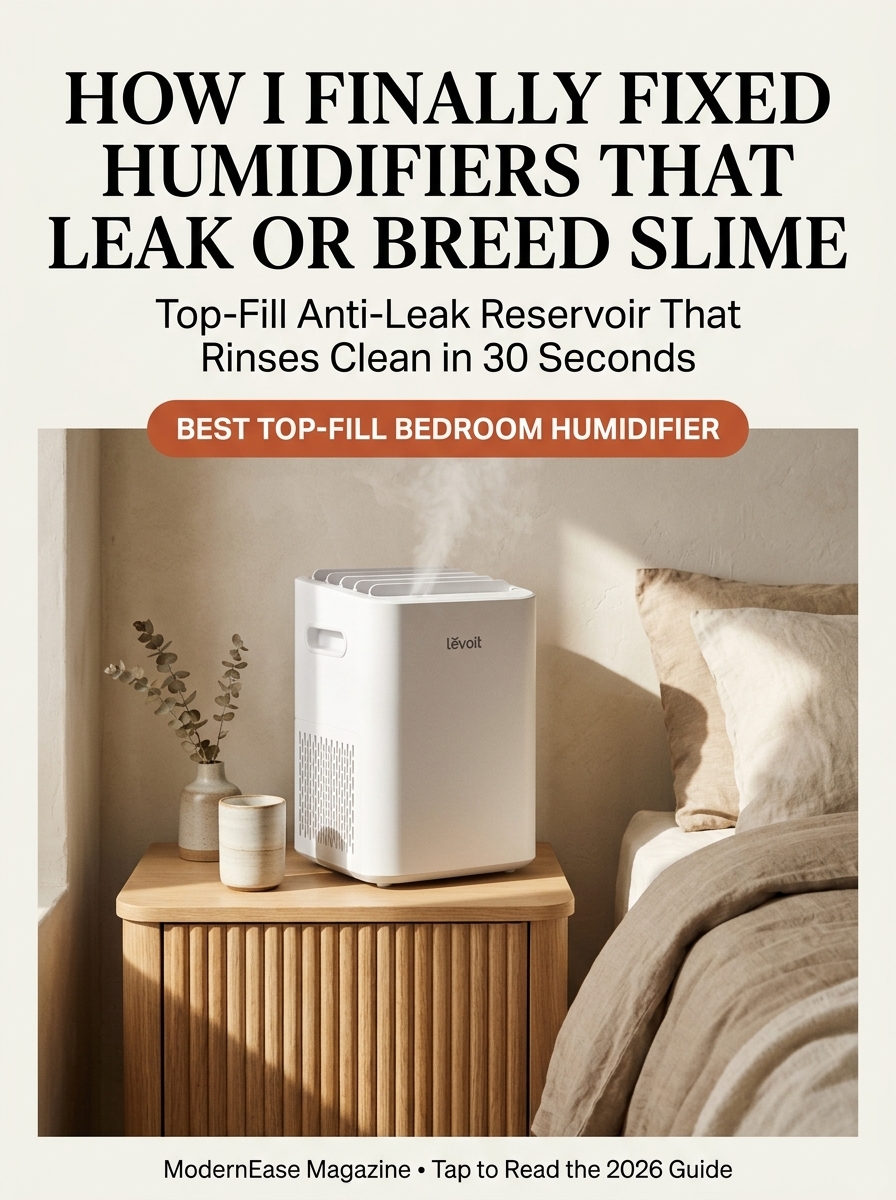 HOW I FINALLY FIXED
HUMIDIFIERS THAT
LEAK OR BREED SLIME
Top-Fill Anti-Leak Reservoir That
Rinses Clean in 30 Seconds
BEST TOP-FILL BEDROOM HUMIDIFIER
lĕvoit
ModernEase Magazine • Tap to Read the 2026 Guide